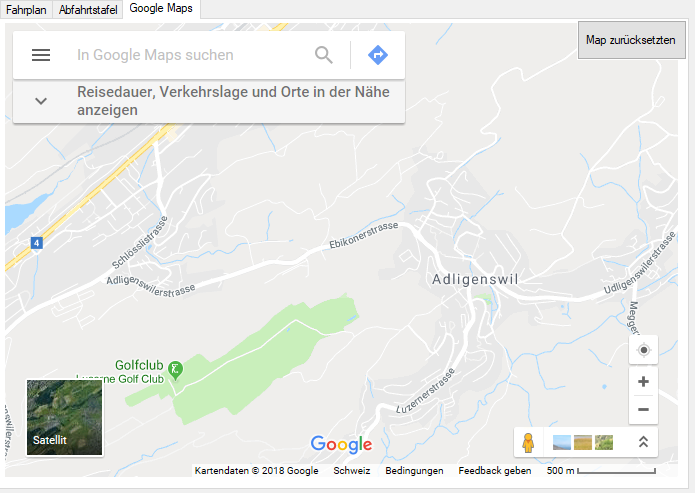 Fahrplan Abfahrtstafel Google Maps
Map zurücksetzten
In Google Maps suchen
Reisedauer, Verkehrslage und Orte in der Nähe
anzeigen
4
Schlösslistrasse
Ebikonerstrasse
Adligenswilerstrasse
Adligenswil
Udligenswilerstrasse
Megger
Golfclub
Luzerne Golf Club
Luzernerstrasse
enswilerstrasse
Satellit
Google
Kartendaten © 2018 Google Schweiz Bedingungen Feedback geben 500 m